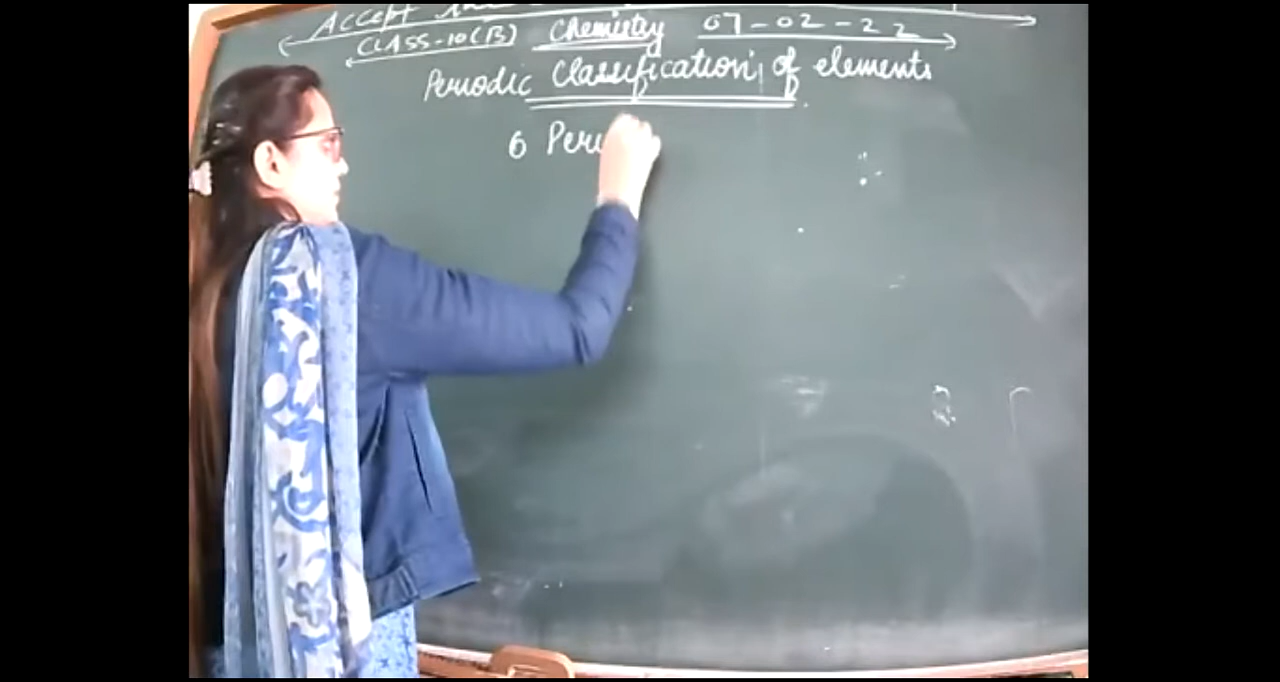 Accept
CLASS-10(B) Chemistry 07-02-22
Periodic Classification of elements
6 Peri